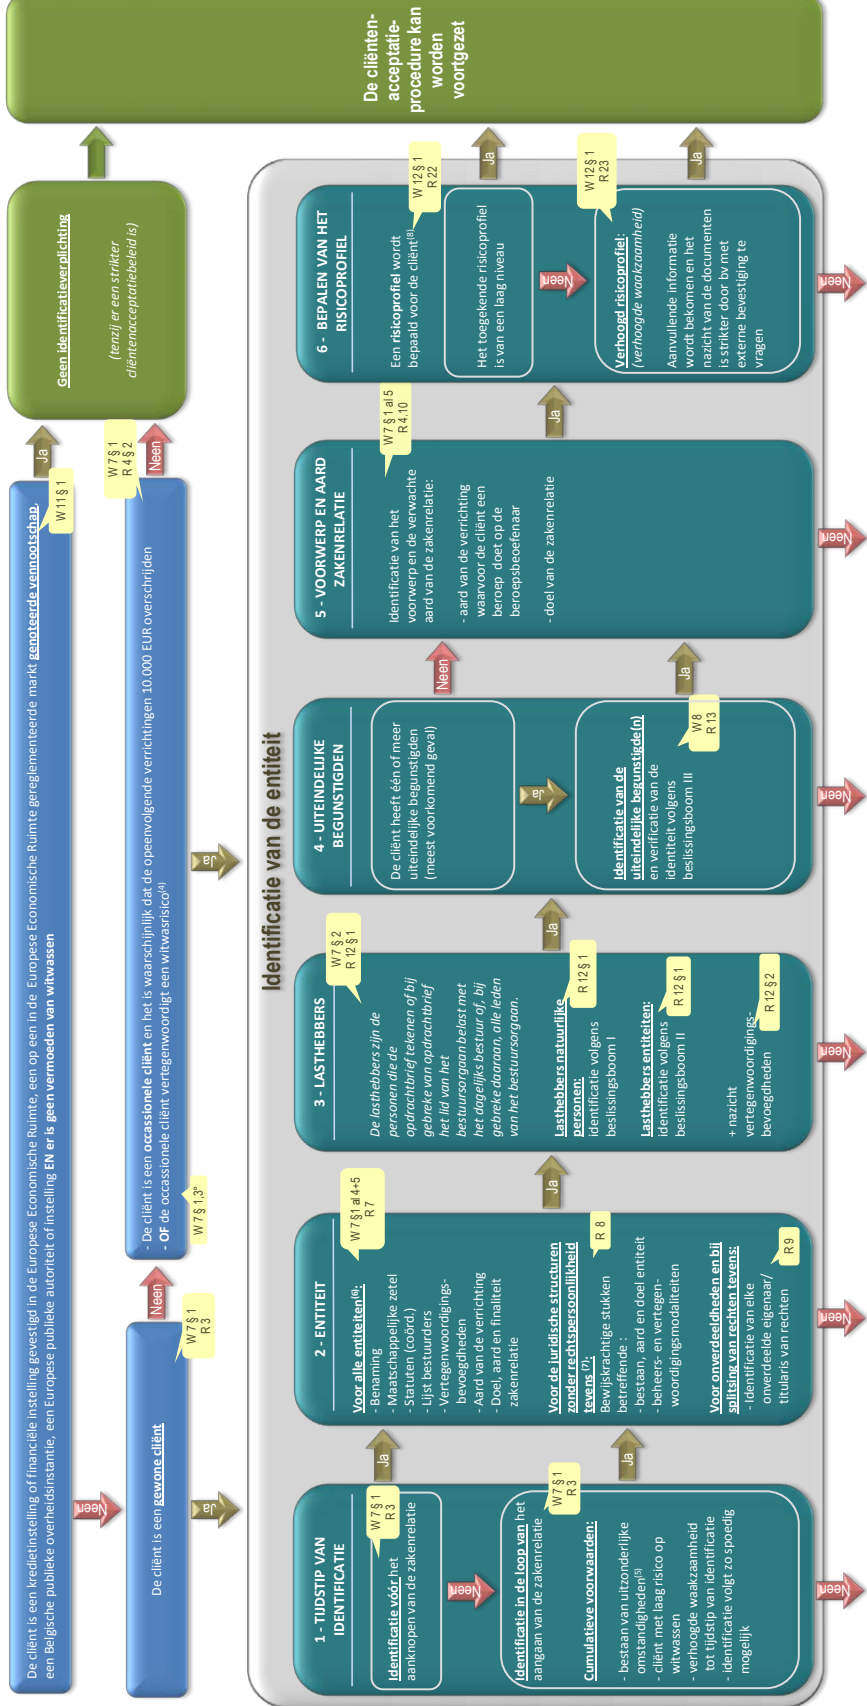 De cliënt is een kredietinstelling of financiële instelling gevestigd in de Europese Economische Ruimte, een op een in de Europese Economische Ruimte gereglementeerde markt genoteerde vennootschap,
een Belgische publieke overheidsinstantie, een Europese publieke autoriteit of instelling EN er is geen vermoeden van witwassen
W 11 § 1
Ja
Neen
Geen identificatieverplichting
(tenzij er een strikter
cliëntenacceptatiebeleid is)
De cliënten-
acceptatie-
procedure kan
worden
voortgezet
De cliënt is een gewone cliënt
W 7 § 1
R 3
Neen
Ja
- De cliënt is een occassionele cliënt en het is waarschijnlijk dat de opeenvolgende verrichtingen 10.000 EUR overschrijden
- OF de occassionele cliënt vertegenwoordigt een witwasrisico(4)
W 7 § 1,3°
W 7 § 1
R 4 § 2
Neen
Ja
Identificatie van de entiteit
1 - TIJDSTIP VAN
IDENTIFICATIE
Identificatie vóór het
aanknopen van de zakenrelatie
W 7 § 1
R 3
Ja
Neen
Identificatie in de loop van het
aangaan van de zakenrelatie
W 7 § 1
R 3
Cumulatieve voorwaarden:
- bestaan van uitzonderlijke
omstandigheden(5)
- cliënt met laag risico op
witwassen
- verhoogde waakzaamheid
tot tijdstip van identificatie
- identificatie volgt zo spoedig
mogelijk
Ja
Neen
2 - ENTITEIT
W 7 §1 al 4+5
R 7
Voor alle entiteiten(6):
- Benaming
- Maatschappelijke zetel
- Statuten (coörd.)
- Lijst bestuurders
- Vertegenwoordigings-
bevoegdheden
- Aard van de verrichting
- Doel, aard en finaliteit
zakenrelatie
Voor de juridische structuren
zonder rechtspersoonlijkheid
tevens (7):
R 8
Bewijskrachtige stukken
betreffende :
- bestaan, aard en doel entiteit
- beheers- en vertegen-
woordigingsmodaliteiten
Voor onverdeeldheden en bij
splitsing van rechten tevens:
- Identificatie van elke
onverdeelde eigenaar/
titularis van rechten
R 9
Ja
Neen
3 - LASTHEBBERS
W 7 § 2
R 12 § 1
De lasthebbers zijn de
personen die de
opdrachtbrief tekenen of bij
gebreke van opdrachtbrief
het lid van het
bestuursorgaan belast met
het dagelijks bestuur of, bij
gebreke daaraan, alle leden
van het bestuursorgaan.
Lasthebbers natuurlijke
personen:
identificatie volgens
beslissingsboom I
R 12 § 1
Lasthebbers entiteiten:
identificatie volgens
beslissingsboom II
R 12 § 1
+ nazicht
vertegenwoordigings-
bevoegdheden
R 12 § 2
Ja
Neen
4 - UITEINDELIJKE
BEGUNSTIGDEN
De cliënt heeft één of meer
uiteindelijke begunstigden
(meest voorkomend geval)
Neen
Ja
Identificatie van de
uiteindelijke begunstigde(n)
en verificatie van de
identiteit volgens
beslissingsboom III
W 8
R 13
Ja
Neen
5 - VOORWERP EN AARD
ZAKENRELATIE
W 7 § 1 al 5
R 4.10
Identificatie van het
voorwerp en de verwachte
aard van de zakenrelatie:
- aard van de verrichting
waarvoor de cliënt een
beroep doet op de
beroepsbeoefenaar
- doel van de zakenrelatie
Ja
Neen
6 - BEPALEN VAN HET
RISICOPROFIEL
Een risicoprofiel wordt
bepaald voor de cliënt(8)
W 12 § 1
R 22
Het toegekende risicoprofiel
is van een laag niveau
Ja
Neen
Verhoogd risicoprofiel:
(verhoogde waakzaamheid)
W 12 § 1
R 23
Aanvullende informatie
wordt bekomen en het
nazicht van de documenten
is strikter door bv met
externe bevestiging te
vragen
Ja
Neen